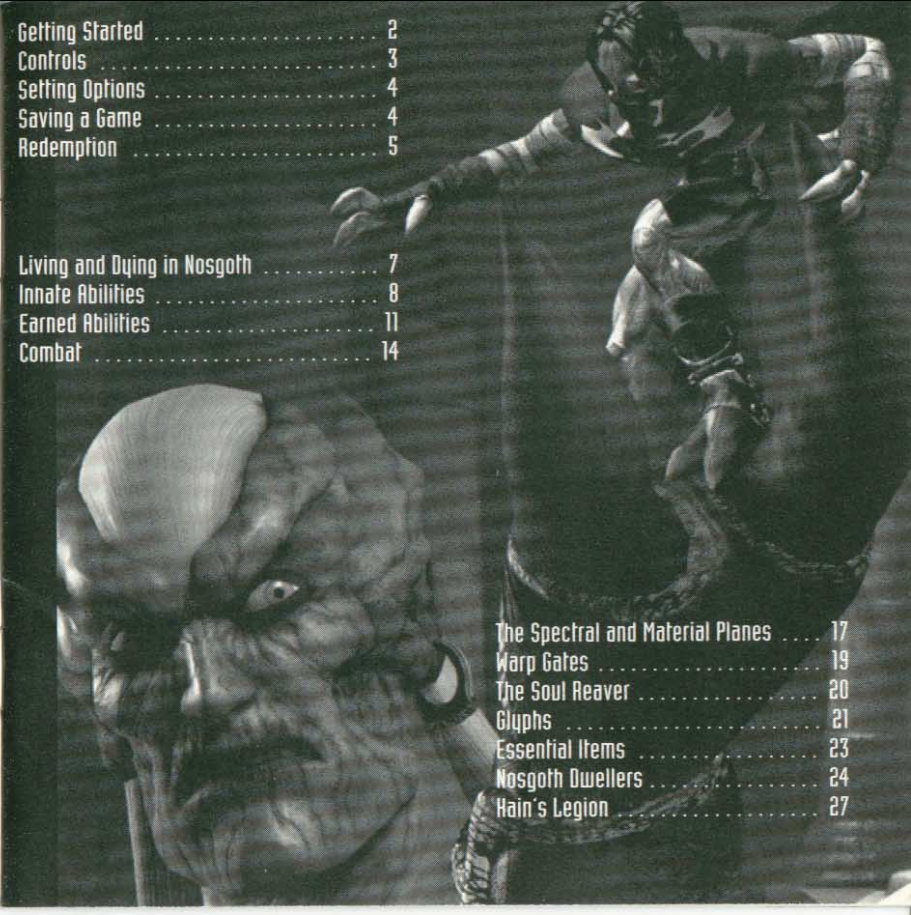 Getting Started ..................... 2
Controls ........................... 3
Setting Options ..................... 4
Saving a Game ..................... 4
Redemption ....................... 5
Living and Dying in Nosgoth ........... 7
Innate Abilities ..................... 8
Earned Abilities .................... 11
Combat .......................... 14
The Spectral and Material Planes .... 17
Warp Gates ...................... 19
The Soul Reaver .................. 20
Glyphs ......................... 21
Essential Items ................... 23
Nosgoth Dwellers ................. 24
Hain's Legion .................... 27